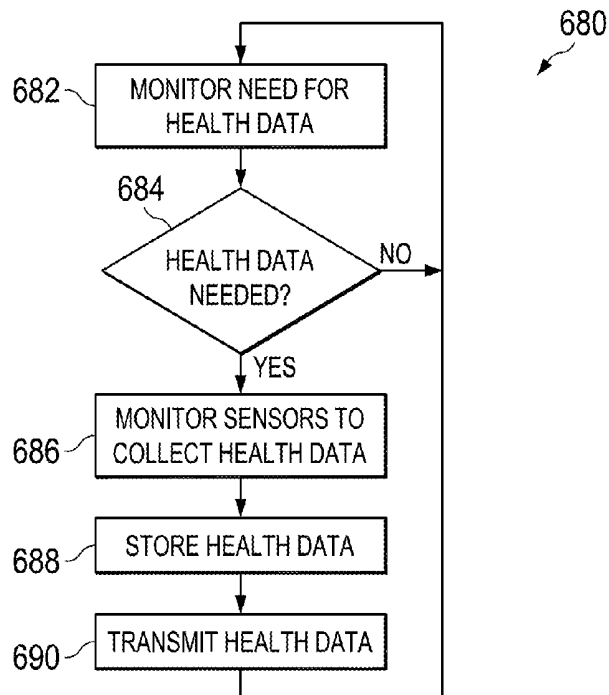 680
682
MONITOR NEED FOR
HEALTH DATA
684
HEALTH DATA
NEEDED?
NO
YES
686
MONITOR SENSORS TO
COLLECT HEALTH DATA
688
STORE HEALTH DATA
690
TRANSMIT HEALTH DATA